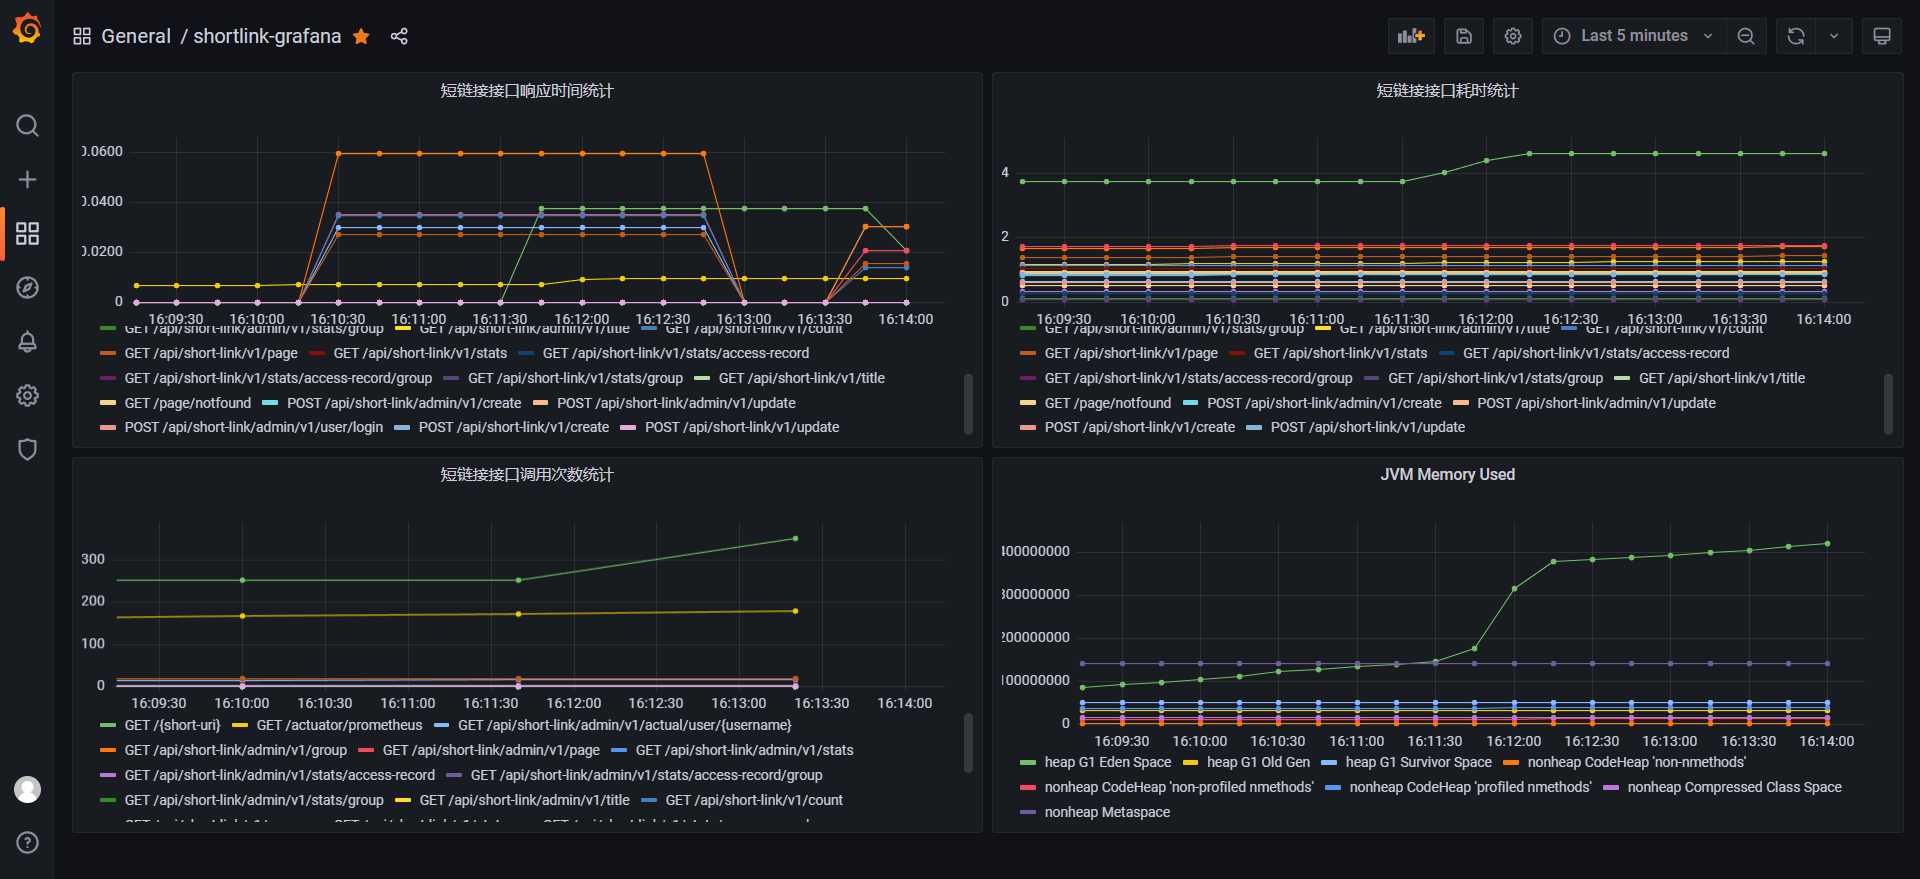 General / shortlink-grafana
Last 5 minutes
短链接接口响应时间统计
0.0600
0.0400
0.0200
0
16:09:30 16:10:00 16:10:30 16:11:00 16:11:30 16:12:00 16:12:30 16:13:00 16:13:30 16:14:00
GET /api/short-link/admin/v1/stats/group GET /api/short-link/admin/v1/title GET /api/short-link/v1/count
GET /api/short-link/v1/page GET /api/short-link/v1/stats GET /api/short-link/v1/stats/access-record
GET /api/short-link/v1/stats/access-record/group GET /api/short-link/v1/stats/group GET /api/short-link/v1/title
GET /page/notfound POST /api/short-link/admin/v1/create POST /api/short-link/admin/v1/update
POST /api/short-link/admin/v1/user/login POST /api/short-link/v1/create POST /api/short-link/v1/update
短链接接口耗时统计
4
2
0
16:09:30 16:10:00 16:10:30 16:11:00 16:11:30 16:12:00 16:12:30 16:13:00 16:13:30 16:14:00
GET /api/short-link/admin/v1/stats/group GET /api/short-link/admin/v1/title GET /api/short-link/v1/count
GET /api/short-link/v1/page GET /api/short-link/v1/stats GET /api/short-link/v1/stats/access-record
GET /api/short-link/v1/stats/access-record/group GET /api/short-link/v1/stats/group GET /api/short-link/v1/title
GET /page/notfound POST /api/short-link/admin/v1/create POST /api/short-link/admin/v1/update
POST /api/short-link/v1/create POST /api/short-link/v1/update
短链接接口调用次数统计
300
200
100
0
16:09:30 16:10:00 16:10:30 16:11:00 16:11:30 16:12:00 16:12:30 16:13:00 16:13:30 16:14:00
GET /{short-uri} GET /actuator/prometheus GET /api/short-link/admin/v1/actual/user/{username}
GET /api/short-link/admin/v1/group GET /api/short-link/admin/v1/page GET /api/short-link/admin/v1/stats
GET /api/short-link/admin/v1/stats/access-record GET /api/short-link/admin/v1/stats/access-record/group
GET /api/short-link/admin/v1/stats/group GET /api/short-link/admin/v1/title GET /api/short-link/v1/count
JVM Memory Used
400000000
300000000
200000000
100000000
0
16:09:30 16:10:00 16:10:30 16:11:00 16:11:30 16:12:00 16:12:30 16:13:00 16:13:30 16:14:00
heap G1 Eden Space heap G1 Old Gen heap G1 Survivor Space nonheap CodeHeap 'non-nmethods'
nonheap CodeHeap 'non-profiled nmethods' nonheap CodeHeap 'profiled nmethods' nonheap Compressed Class Space
nonheap Metaspace